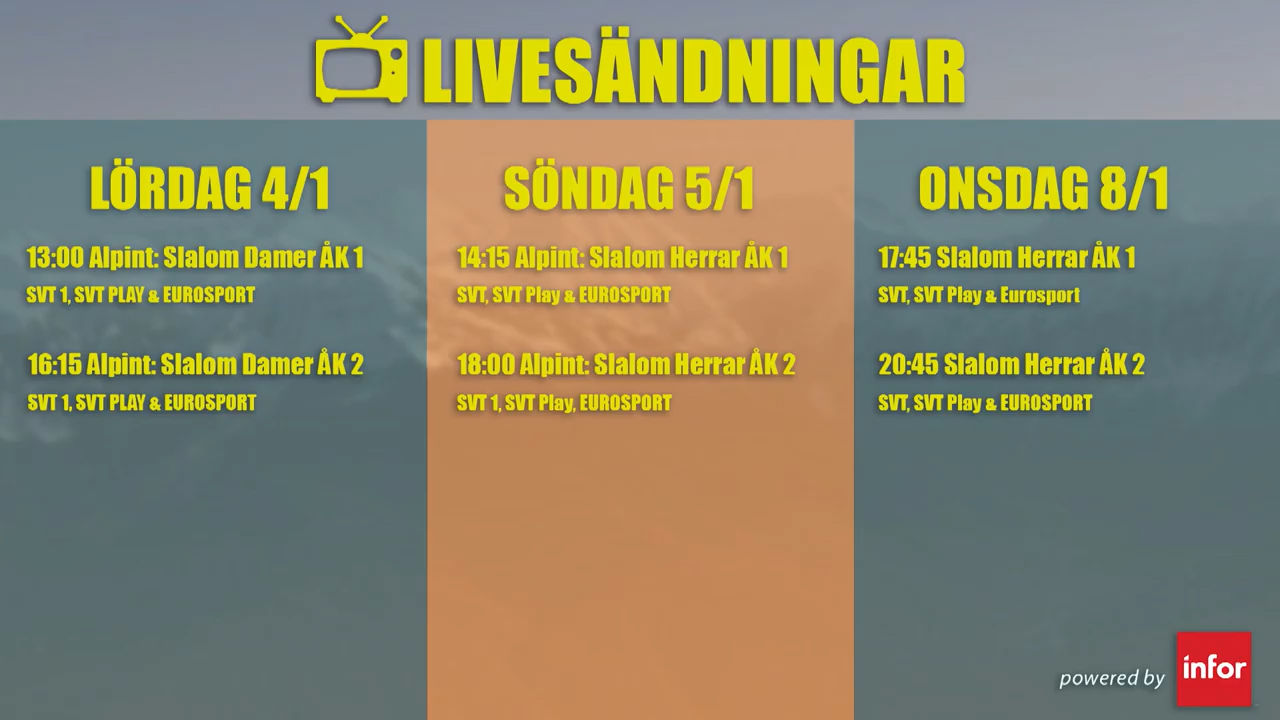 LIVESÄNDNINGAR
LÖRDAG 4/1
13:00 Alpint: Slalom Damer ÅK 1
SVT 1, SVT PLAY & EUROSPORT
16:15 Alpint: Slalom Damer ÅK 2
SVT 1, SVT PLAY & EUROSPORT
SÖNDAG 5/1
14:15 Alpint: Slalom Herrar ÅK 1
SVT, SVT Play & EUROSPORT
18:00 Alpint: Slalom Herrar ÅK 2
SVT 1, SVT Play, EUROSPORT
ONSDAG 8/1
17:45 Slalom Herrar ÅK 1
SVT, SVT Play & Eurosport
20:45 Slalom Herrar ÅK 2
SVT, SVT Play & EUROSPORT
powered by infor